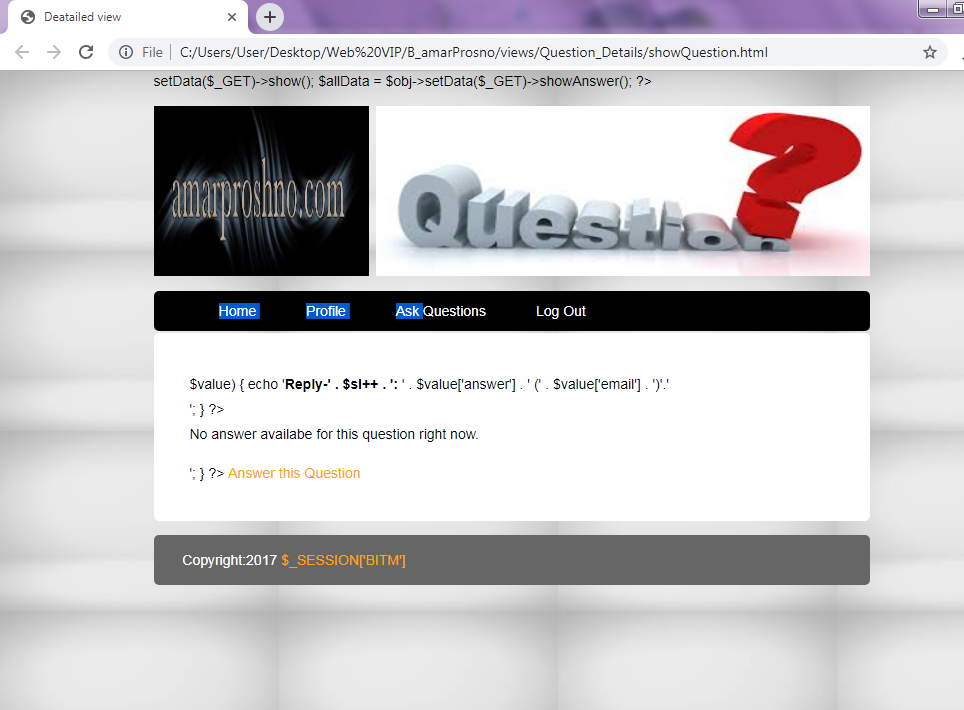 Deatailed view
File C:/Users/User/Desktop/Web%20VIP/B_amarProsno/views/Question_Details/showQuestion.html
setData($_GET)->show(); $allData = $obj->setData($_GET)->showAnswer(); ?>
amarproshno.com
Question?
Home Profile Ask Questions Log Out
$value) { echo 'Reply-' . $sl++ . ': ' . $value['answer'] . ' (' . $value['email'] . ')'.'
'; } ?>
No answer availabe for this question right now.
'; } ?> Answer this Question
Copyright:2017 $_SESSION['BITM']